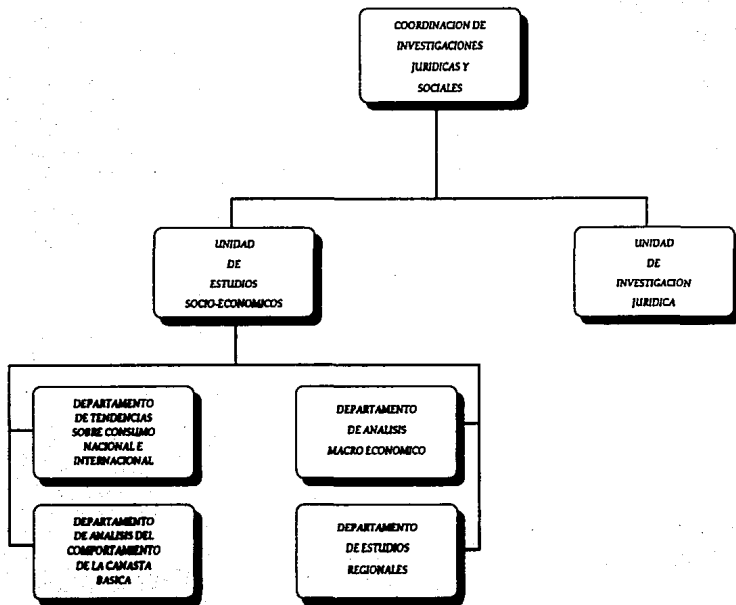 COORDINACION DE
INVESTIGACIONES
JURIDICAS Y
SOCIALES
UNIDAD
DE
ESTUDIOS
SOCIO-ECONOMICOS
UNIDAD
DE
INVESTIGACION
JURIDICA
DEPARTAMENTO
DE TENDENCIAS
SOBRE CONSUMO
NACIONAL E
INTERNACIONAL
DEPARTAMENTO
DE ANALISIS
MACRO ECONOMICO
DEPARTAMENTO
DE ANALISIS DEL
COMPORTAMIENTO
DE LA CANASTA
BASICA
DEPARTAMENTO
DE ESTUDIOS
REGIONALES